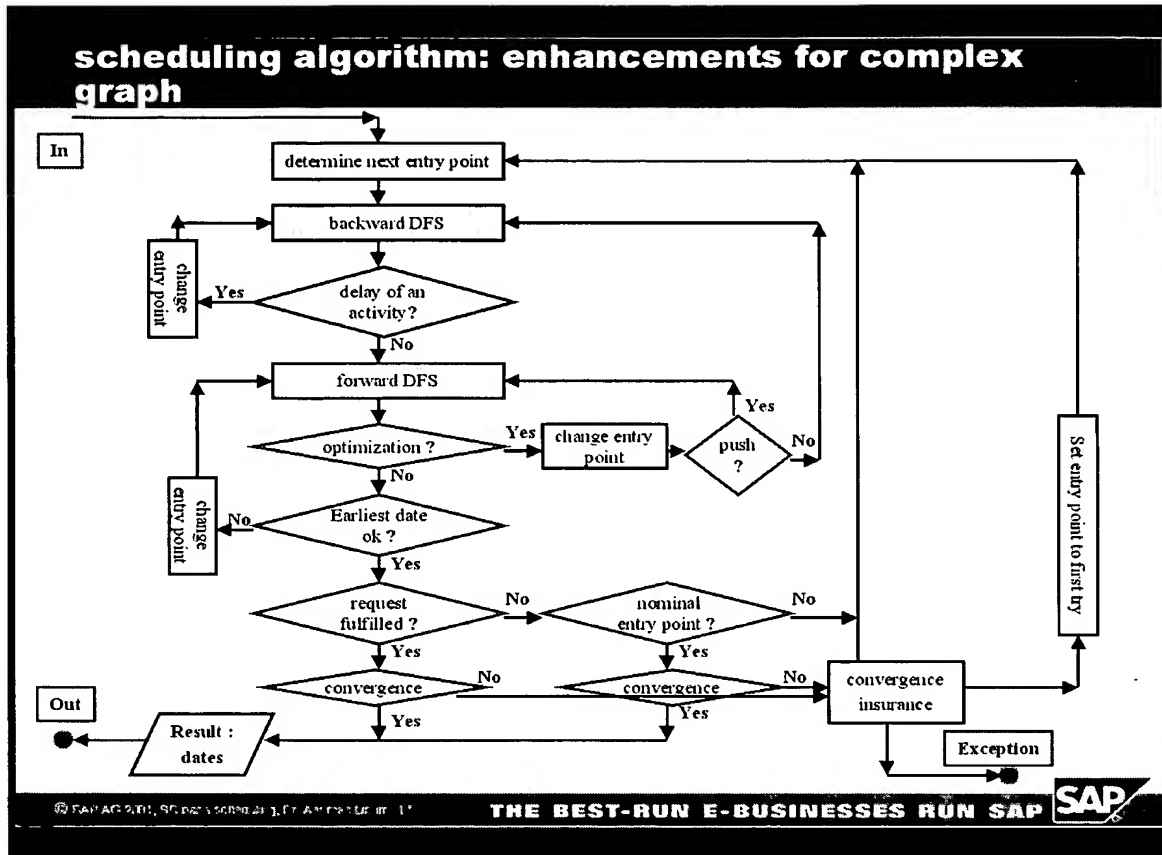 scheduling algorithm: enhancements for complex
graph
In
determine next entry point
backward DFS
change
entry point
Yes
delay of an
activity?
No
forward DFS
Yes
optimization ?
Yes
change entry
point
push
?
No
No
change
entry point
No
Earliest date
ok ?
Yes
Set entry point to first try
request
fulfilled ?
No
nominal
entry point ?
No
Yes
Yes
convergence
No
convergence
No
convergence
insurance
Out
Yes
Yes
Result :
dates
Exception
© SAP AG 2001,
THE BEST-RUN E-BUSINESSES RUN SAP
SAP